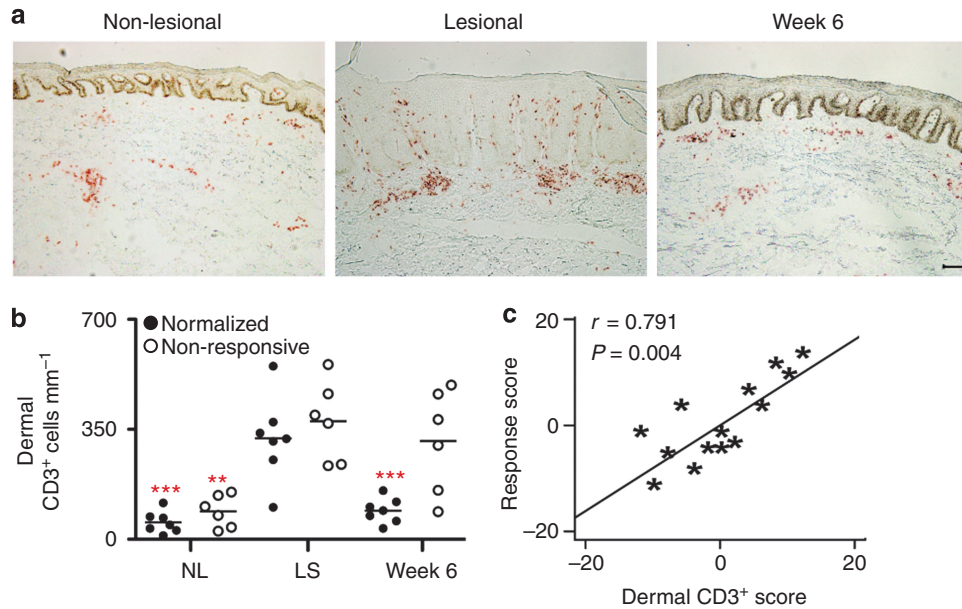 a
Non-lesional
Lesional
Week 6
b
700
350
0
Dermal
CD3⁺ cells mm⁻¹
Normalized
Non-responsive
***
**
***
NL
LS
Week 6
c
20
0
−20
Response score
r = 0.791
P = 0.004
−20
0
20
Dermal CD3⁺ score